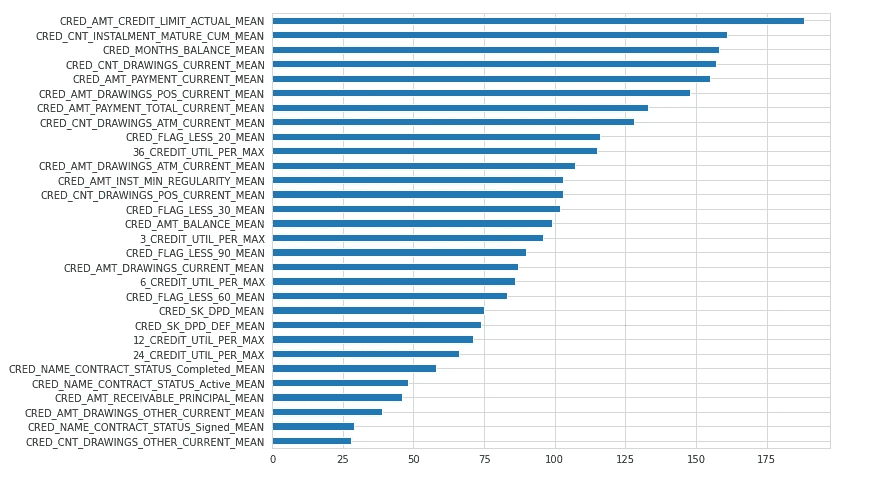 CRED_AMT_CREDIT_LIMIT_ACTUAL_MEAN
CRED_CNT_INSTALMENT_MATURE_CUM_MEAN
CRED_MONTHS_BALANCE_MEAN
CRED_CNT_DRAWINGS_CURRENT_MEAN
CRED_AMT_PAYMENT_CURRENT_MEAN
CRED_AMT_DRAWINGS_POS_CURRENT_MEAN
CRED_AMT_PAYMENT_TOTAL_CURRENT_MEAN
CRED_CNT_DRAWINGS_ATM_CURRENT_MEAN
CRED_FLAG_LESS_20_MEAN
36_CREDIT_UTIL_PER_MAX
CRED_AMT_DRAWINGS_ATM_CURRENT_MEAN
CRED_AMT_INST_MIN_REGULARITY_MEAN
CRED_CNT_DRAWINGS_POS_CURRENT_MEAN
CRED_FLAG_LESS_30_MEAN
CRED_AMT_BALANCE_MEAN
3_CREDIT_UTIL_PER_MAX
CRED_FLAG_LESS_90_MEAN
CRED_AMT_DRAWINGS_CURRENT_MEAN
6_CREDIT_UTIL_PER_MAX
CRED_FLAG_LESS_60_MEAN
CRED_SK_DPD_MEAN
CRED_SK_DPD_DEF_MEAN
12_CREDIT_UTIL_PER_MAX
24_CREDIT_UTIL_PER_MAX
CRED_NAME_CONTRACT_STATUS_Completed_MEAN
CRED_NAME_CONTRACT_STATUS_Active_MEAN
CRED_AMT_RECEIVABLE_PRINCIPAL_MEAN
CRED_AMT_DRAWINGS_OTHER_CURRENT_MEAN
CRED_NAME_CONTRACT_STATUS_Signed_MEAN
CRED_CNT_DRAWINGS_OTHER_CURRENT_MEAN
0 25 50 75 100 125 150 175